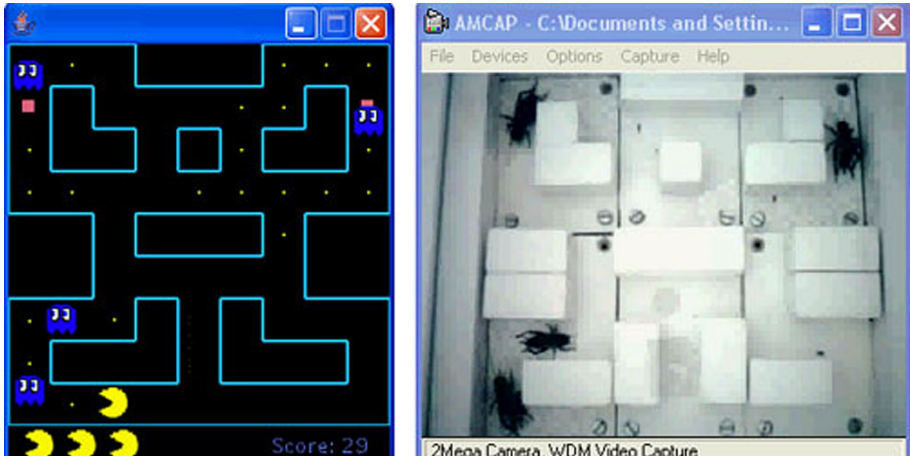 AMCAP - C:\Documents and Settin...
File Devices Options Capture Help
Score: 29
2Mega Camera, WDM Video Capture